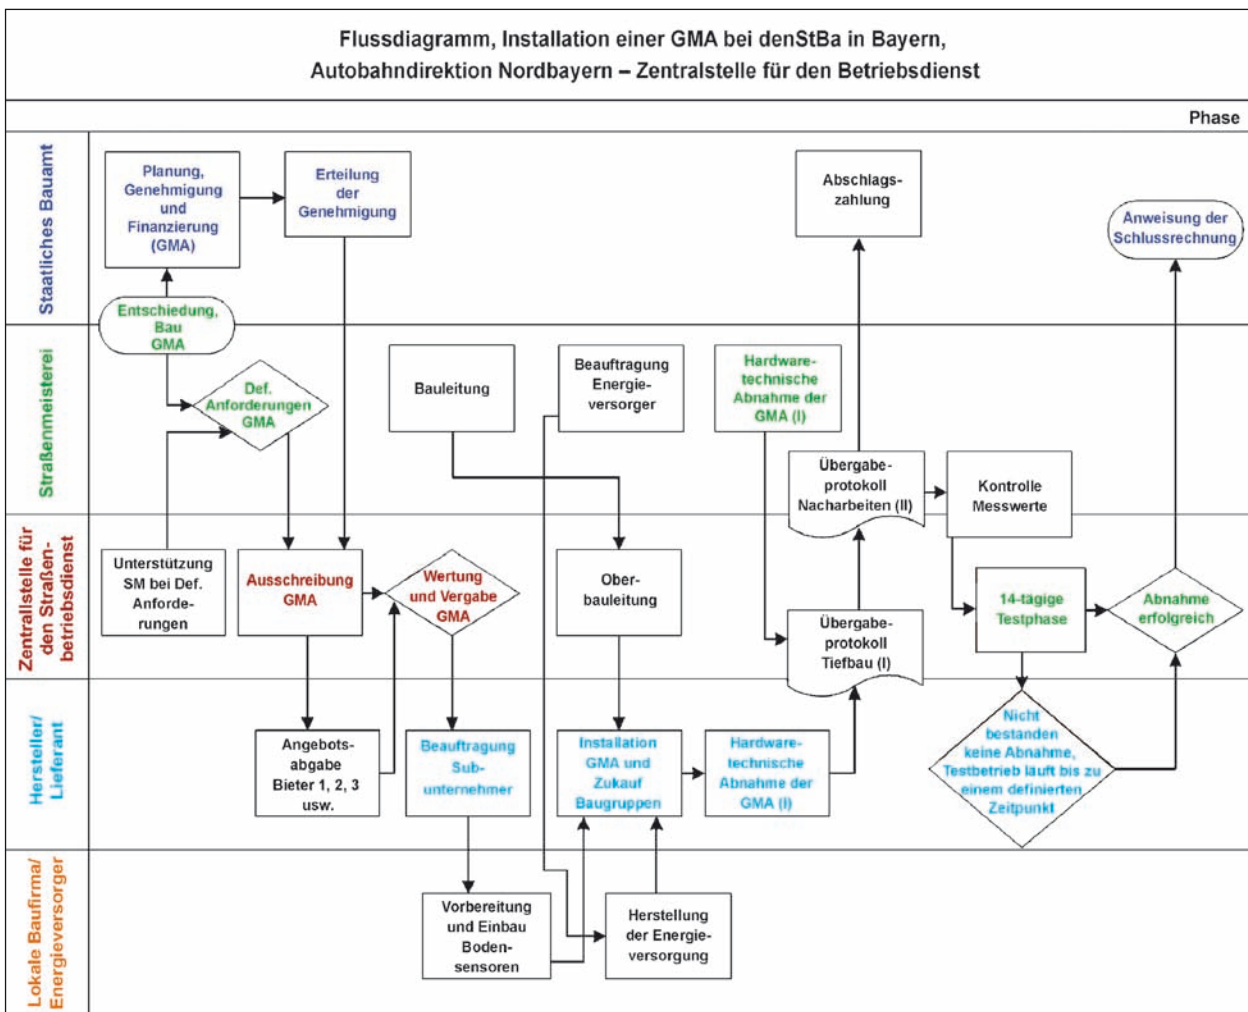 Flussdiagramm, Installation einer GMA bei denStBa in Bayern,
Autobahndirektion Nordbayern – Zentralstelle für den Betriebsdienst
Phase
Staatliches Bauamt
Planung,
Genehmigung
und
Finanzierung
(GMA)
Erteilung
der
Genehmigung
Abschlags-
zahlung
Anweisung der
Schlussrechnung
Entschiedung,
Bau
GMA
Straßenmeisterei
Def.
Anforderungen
GMA
Bauleitung
Beauftragung
Energie-
versorger
Hardware-
technische
Abnahme der
GMA (I)
Übergabe-
protokoll
Nacharbeiten (II)
Kontrolle
Messwerte
Zentrallstelle für
den Straßen-
betriebsdienst
Unterstützung
SM bei Def.
Anforde-
rungen
Ausschreibung
GMA
Wertung
und Vergabe
GMA
Ober-
bauleitung
Übergabe-
protokoll
Tiefbau (I)
14-tägige
Testphase
Abnahme
erfolgreich
Hersteller/
Lieferant
Angebots-
abgabe
Bieter 1, 2, 3
usw.
Beauftragung
Sub-
unternehmer
Installation
GMA und
Zukauf
Baugruppen
Hardware-
technische
Abnahme der
GMA (I)
Nicht
bestanden
keine Abnahme,
Testbetrieb läuft bis zu
einem definierten
Zeitpunkt
Lokale Baufirma/
Energieversorger
Vorbereitung
und Einbau
Boden-
sensoren
Herstellung
der Energie-
versorgung